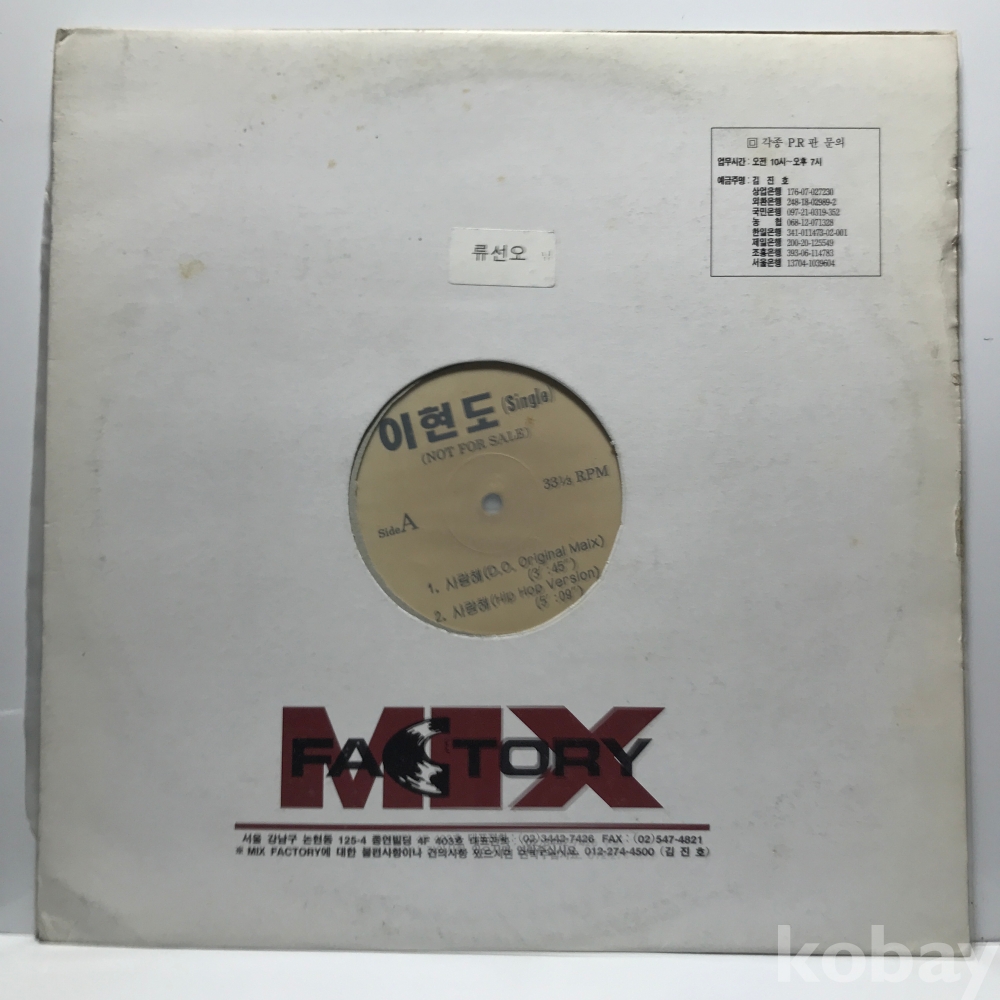 回 각종 P.R 판 문의
업무시간 : 오전 10시~오후 7시
예금주명 : 김 진 호
상업은행 176-07-027230
외환은행 248-18-02989-2
국민은행 097-21-0319-352
농 협 068-12-071328
한일은행 341-011473-02-001
제일은행 200-20-125549
조흥은행 393-06-114783
서울은행 13704-1039604
류선오
이현도 (Single)
(NOT FOR SALE)
33⅓ RPM
Side A
1. 사랑해(D.O. Original Maix)
(3" :45")
2. 사랑해(Hip Hop Version)
(5" :09")
MIX
FACTORY
서울 강남구 논현동 125-4 중연빌딩 4F 403호 대표전화 : (02)3442-7426 FAX : (02)547-4821
※ MIX FACTORY에 대한 불편사항이나 건의사항 있으시면 연락주십시오 012-274-4500 (김 진 호)
kobay